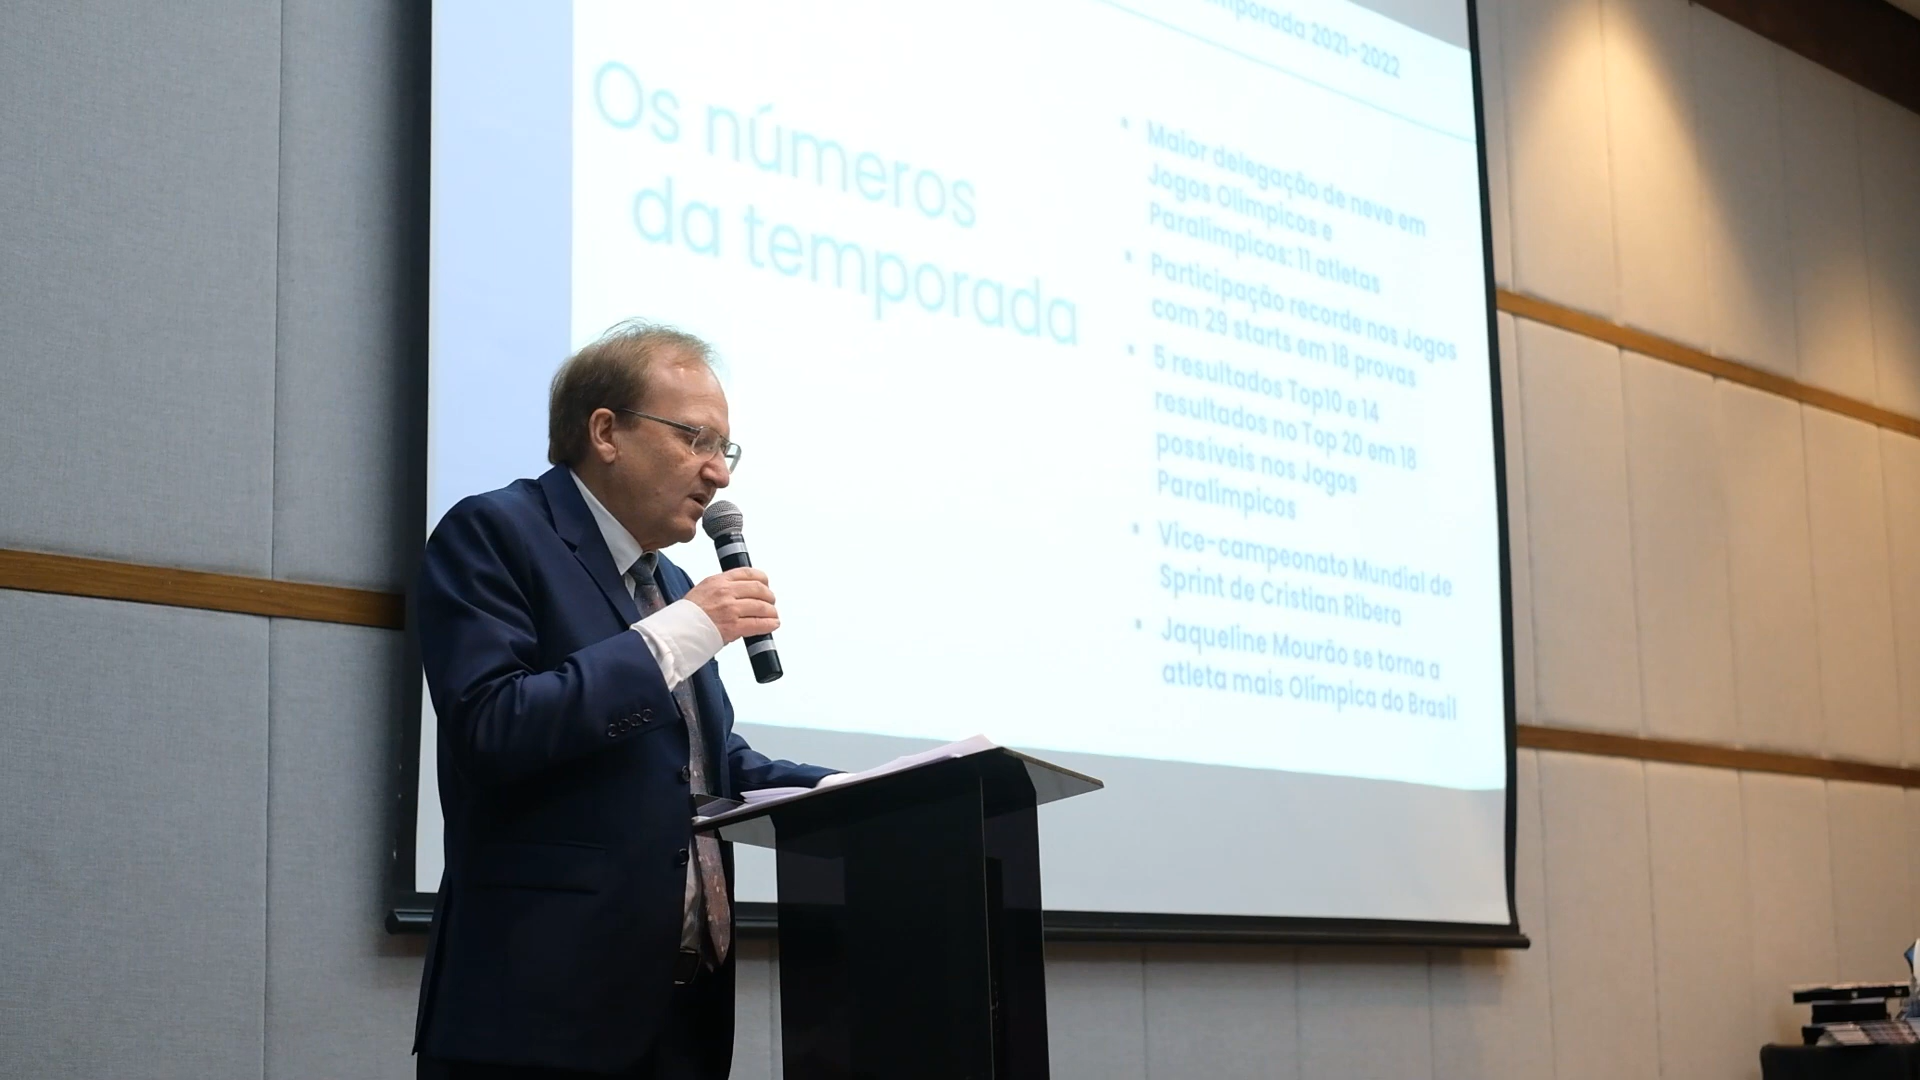 temporada 2021-2022
Os números
da temporada
• Maior delegação de neve em
Jogos Olímpicos e
Paralímpicos: 11 atletas
• Participação recorde nos Jogos
com 29 starts em 18 provas
• 5 resultados Top10 e 14
resultados no Top 20 em 18
possíveis nos Jogos
Paralímpicos
• Vice-campeonato Mundial de
Sprint de Cristian Ribera
• Jaqueline Mourão se torna a
atleta mais Olímpica do Brasil